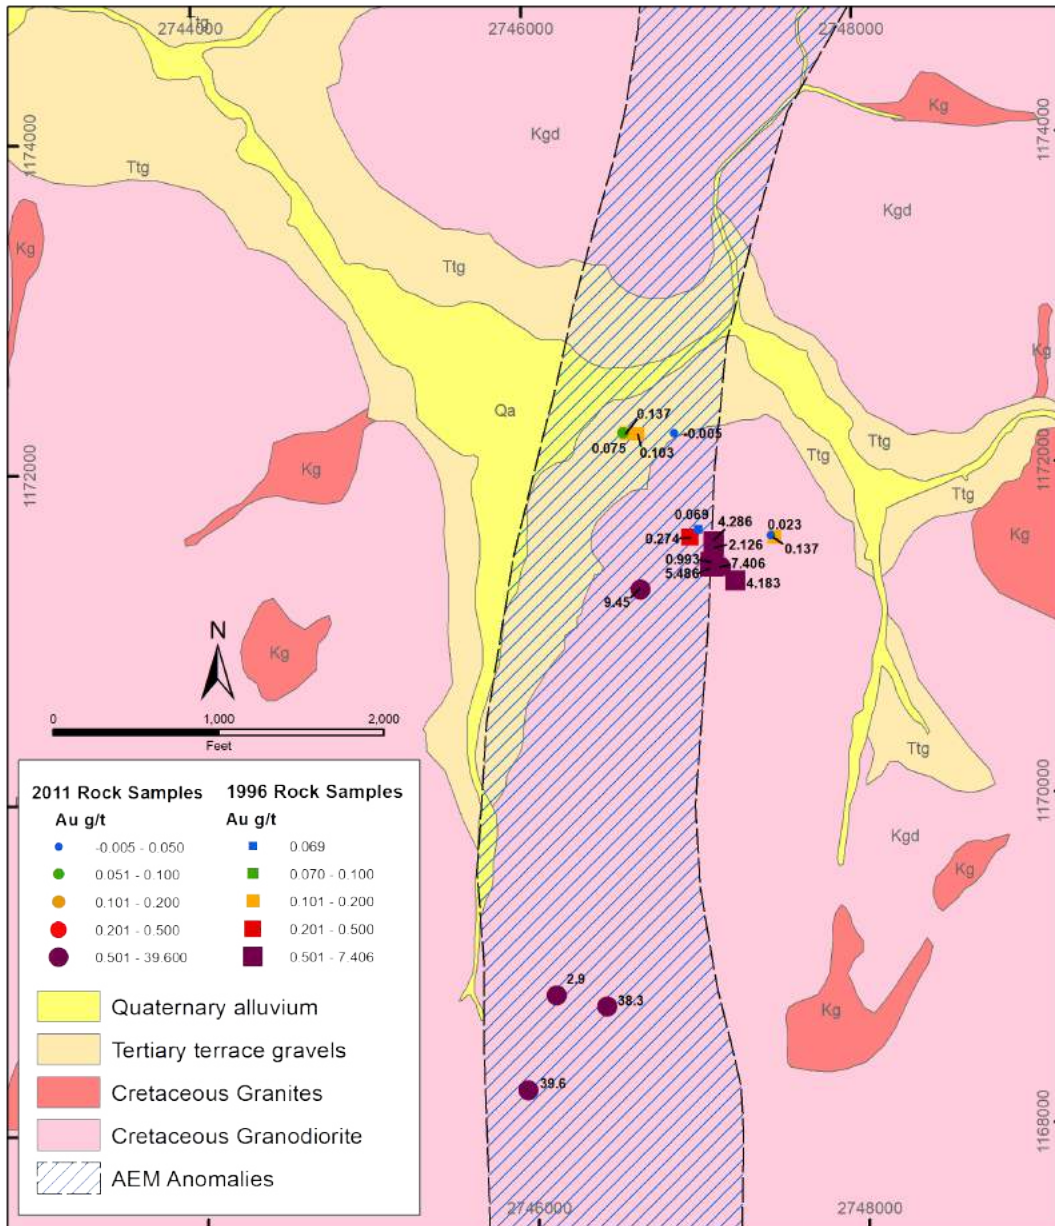 Ttg
2744000
2746000
2748000
Kg
1174000
1174000
Kgd
Ttg
Kgd
Kg
Ttg
Kg
Qa
0.137
0.075
0.103
-0.005
Ttg
Ttg
1172000
1172000
Kg
Ttg
0.069
4.286
0.023
0.274
2.126
0.137
Kg
0.993
7.406
5.486
4.183
9.45
N
Kg
0
1,000
2,000
Feet
Ttg
1170000
Kgd
Kg
2011 Rock Samples
1996 Rock Samples
Au g/t
Au g/t
-0.005 - 0.050
0.069
0.051 - 0.100
0.070 - 0.100
0.101 - 0.200
0.101 - 0.200
0.201 - 0.500
0.201 - 0.500
0.501 - 39.600
0.501 - 7.406
2.9
38.3
Kg
Quaternary alluvium
Tertiary terrace gravels
Cretaceous Granites
39.6
Cretaceous Granodiorite
1168000
AEM Anomalies
2746000
2748000